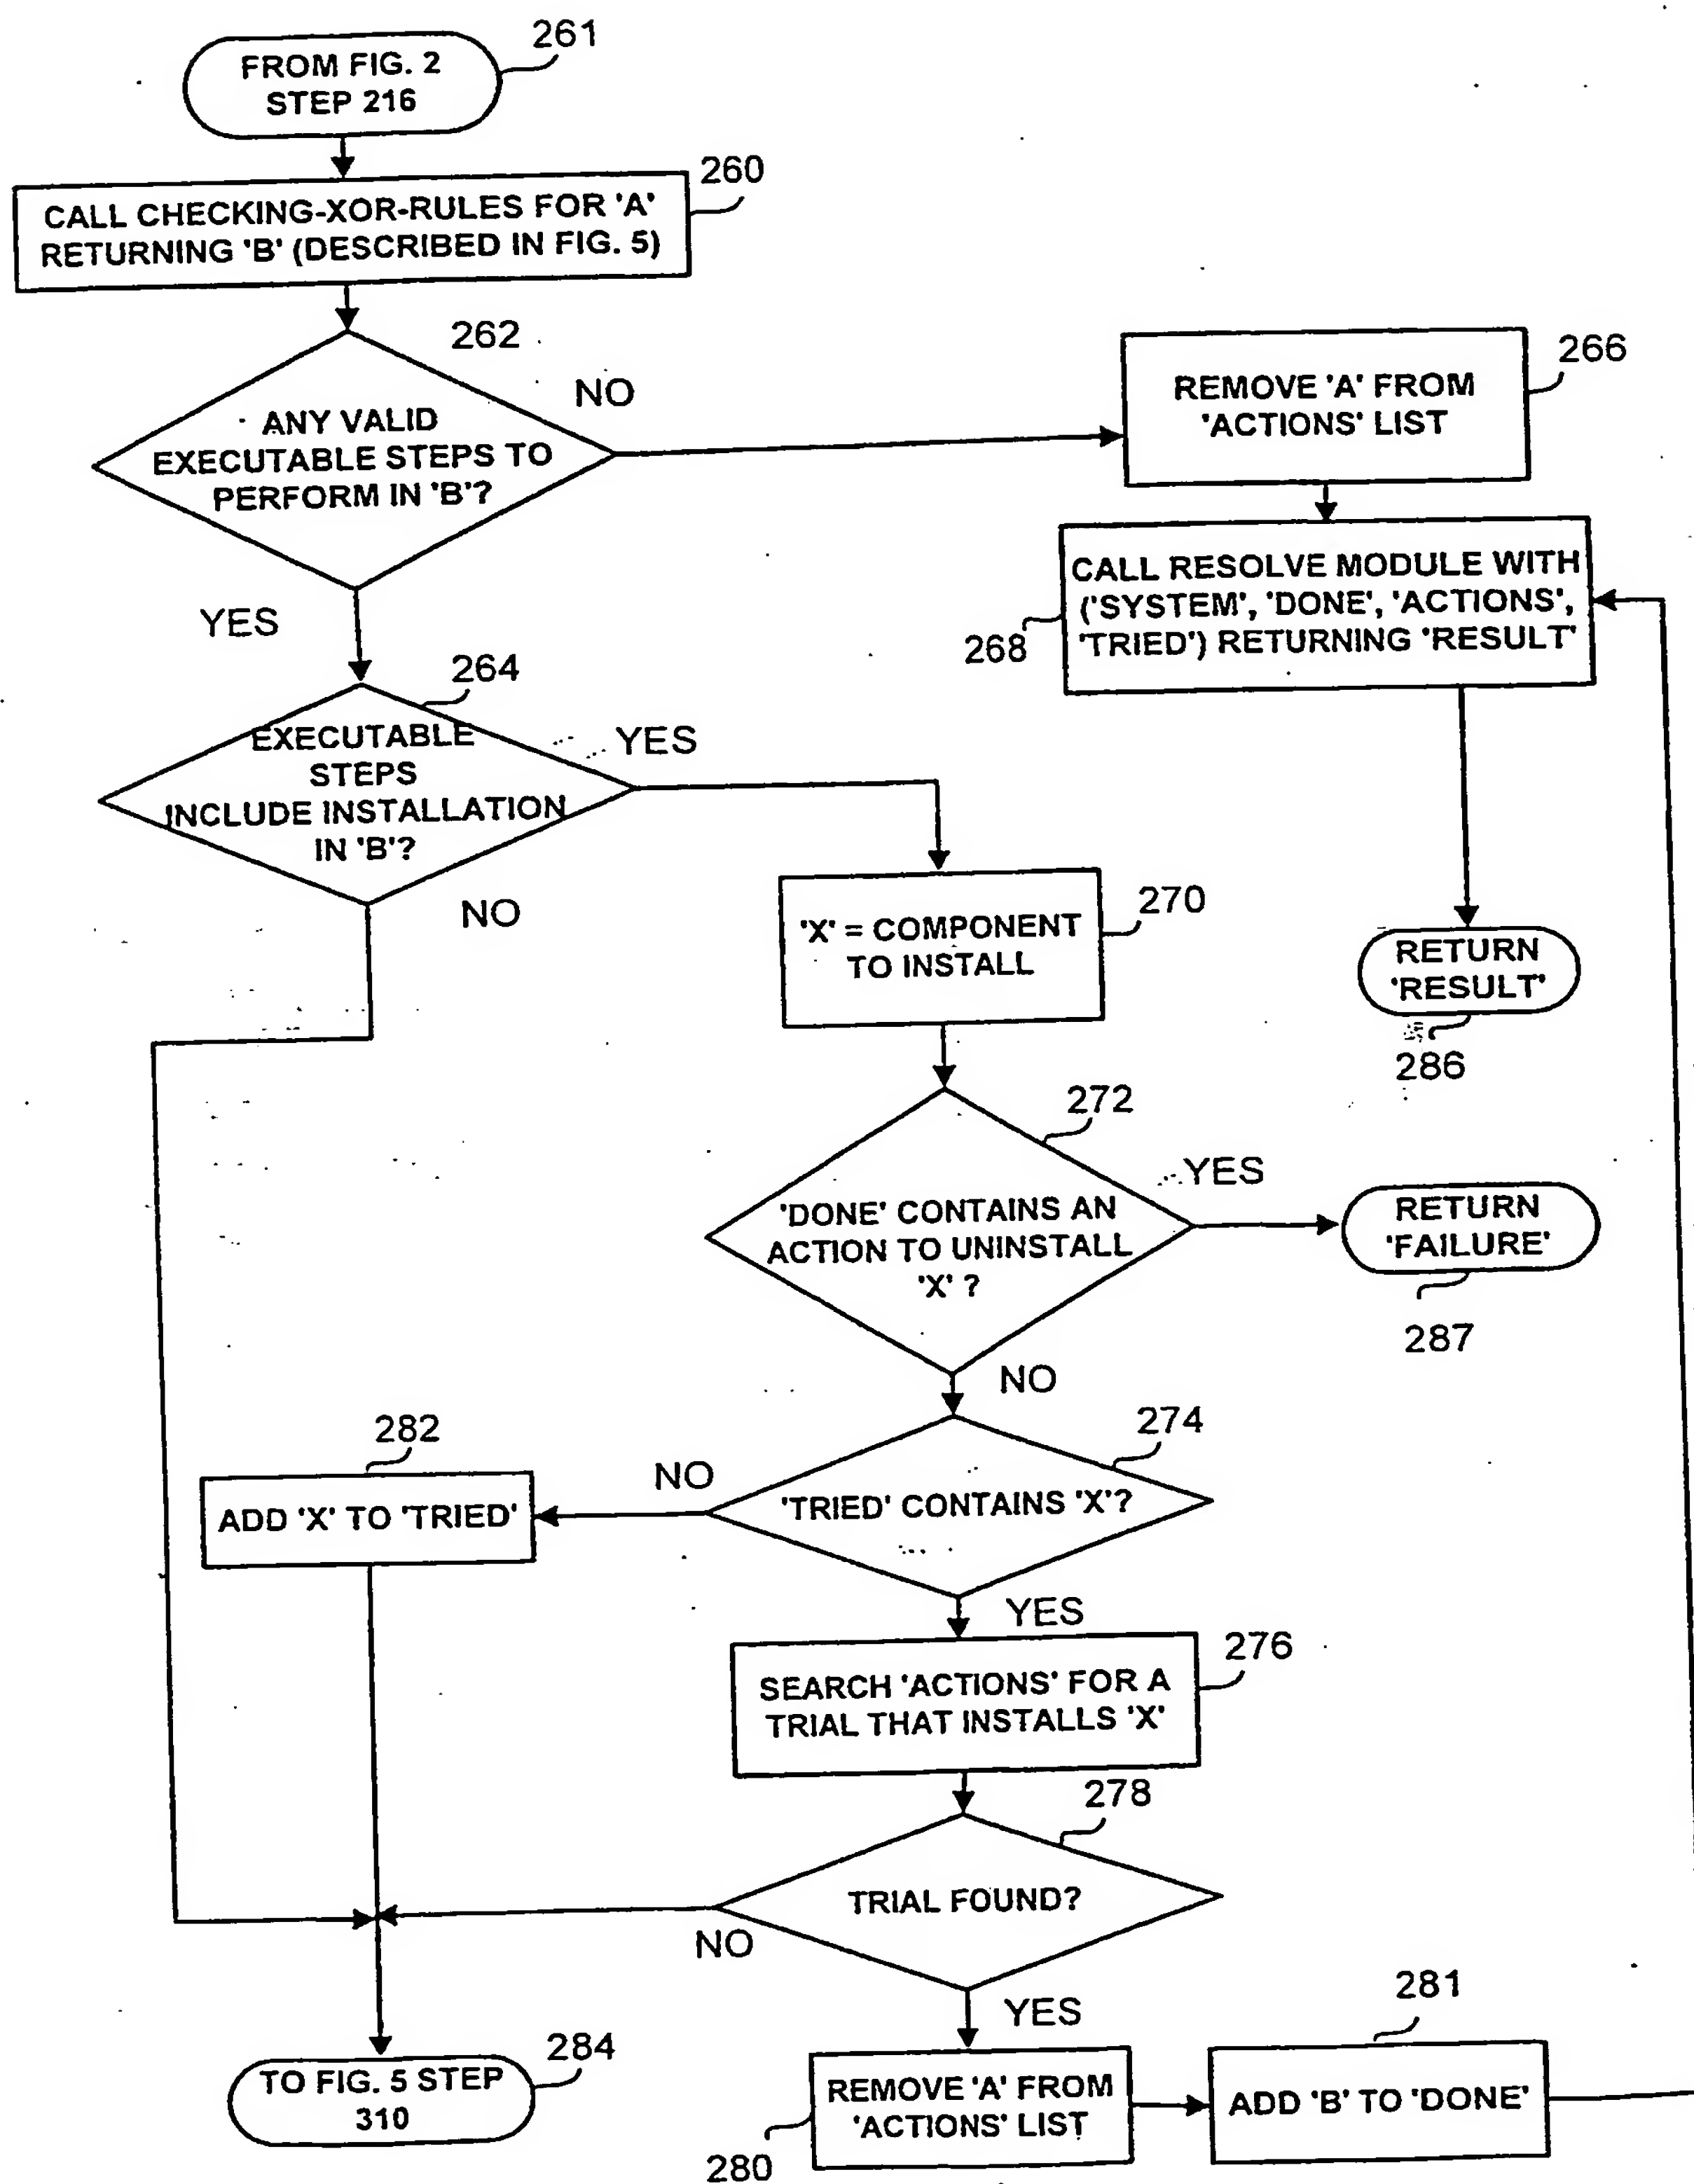 FROM FIG. 2
STEP 216
261
CALL CHECKING-XOR-RULES FOR 'A'
RETURNING 'B' (DESCRIBED IN FIG. 5)
260
262
ANY VALID
EXECUTABLE STEPS TO
PERFORM IN 'B'?
NO
YES
REMOVE 'A' FROM
'ACTIONS' LIST
266
CALL RESOLVE MODULE WITH
('SYSTEM', 'DONE', 'ACTIONS',
'TRIED') RETURNING 'RESULT'
268
264
EXECUTABLE
STEPS
INCLUDE INSTALLATION
IN 'B'?
YES
NO
'X' = COMPONENT
TO INSTALL
270
RETURN
'RESULT'
286
272
'DONE' CONTAINS AN
ACTION TO UNINSTALL
'X' ?
YES
RETURN
'FAILURE'
287
NO
274
'TRIED' CONTAINS 'X'?
NO
282
ADD 'X' TO 'TRIED'
YES
276
SEARCH 'ACTIONS' FOR A
TRIAL THAT INSTALLS 'X'
278
TRIAL FOUND?
NO
YES
284
TO FIG. 5 STEP
310
REMOVE 'A' FROM
'ACTIONS' LIST
280
281
ADD 'B' TO 'DONE'